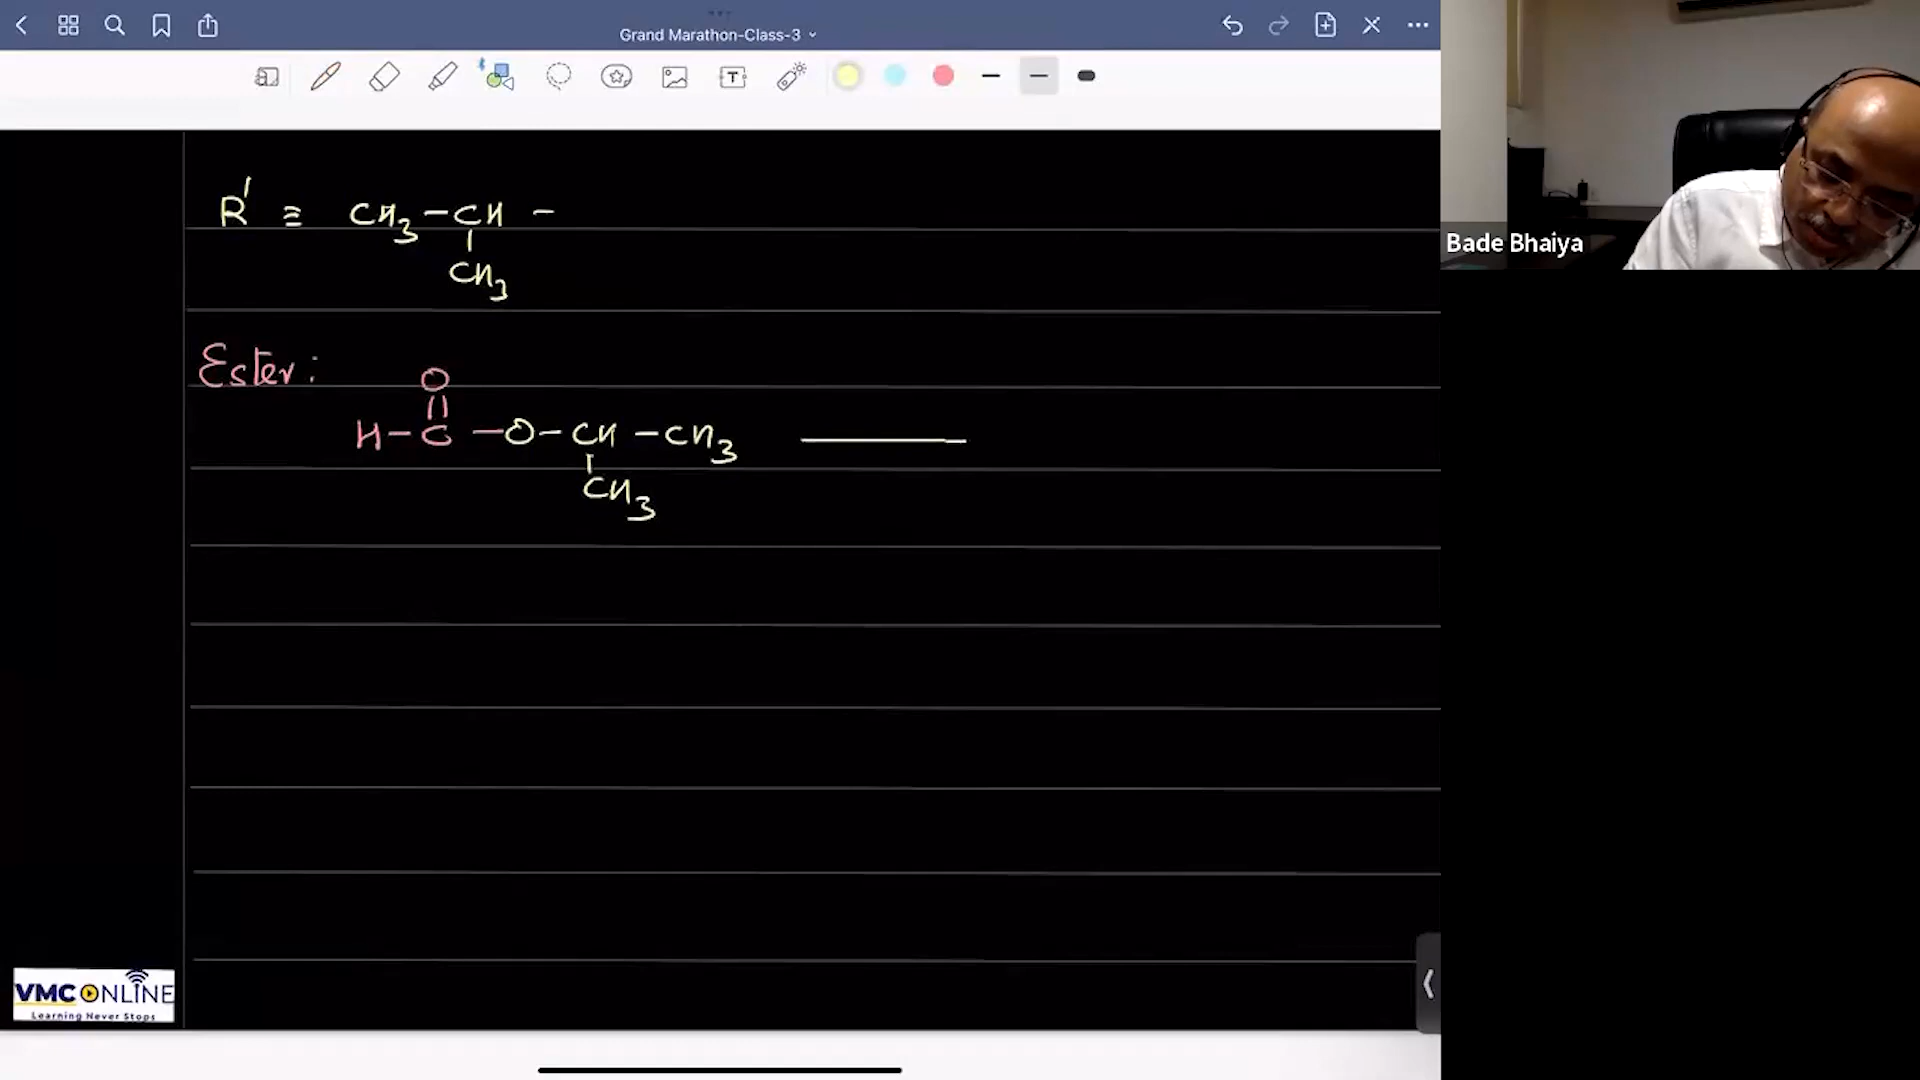 Grand Marathon-Class-3
T
R' ≡ CH3 - CH -
CH3
Ester:
O
H - C - O - CH - CH3
CH3
Bade Bhaiya
VMC ONLINE
Learning Never Stops